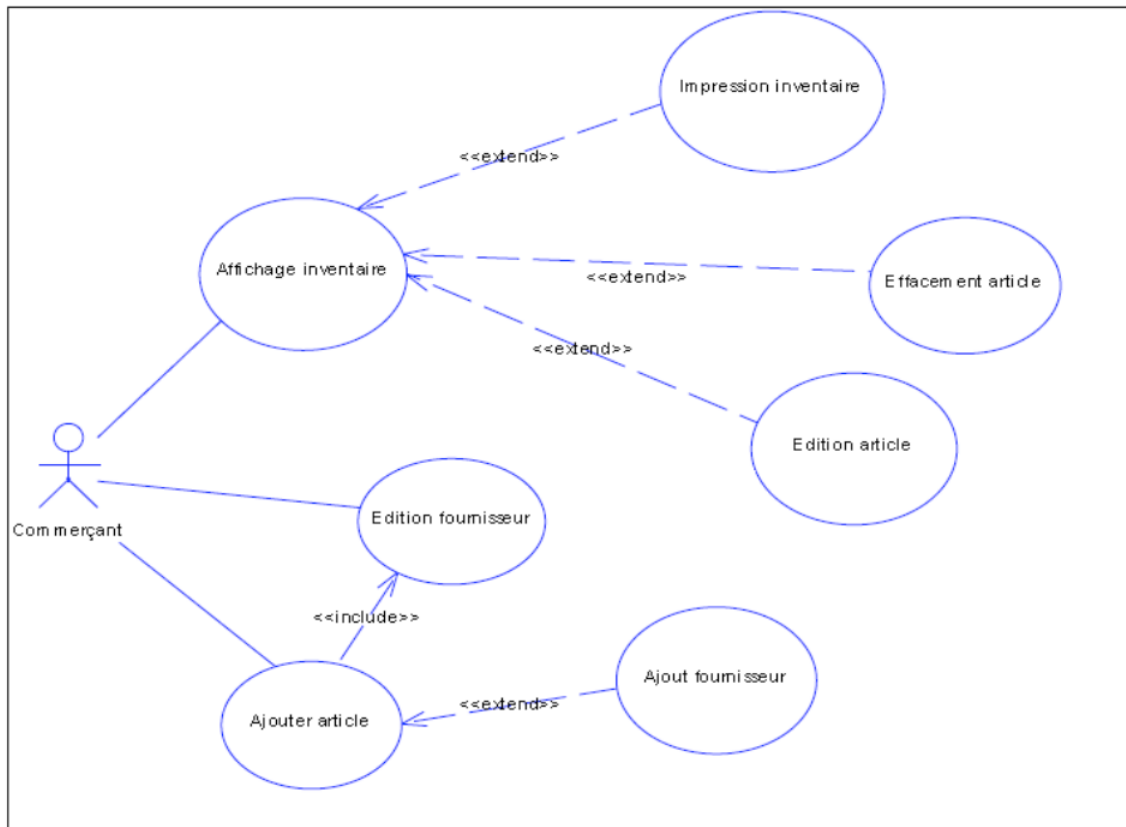 Impression inventaire
<<extend>>
Affichage inventaire
<<extend>>
Effacement article
<<extend>>
Edition article
Commerçant
Edition fournisseur
<<include>>
Ajout fournisseur
<<extend>>
Ajouter article